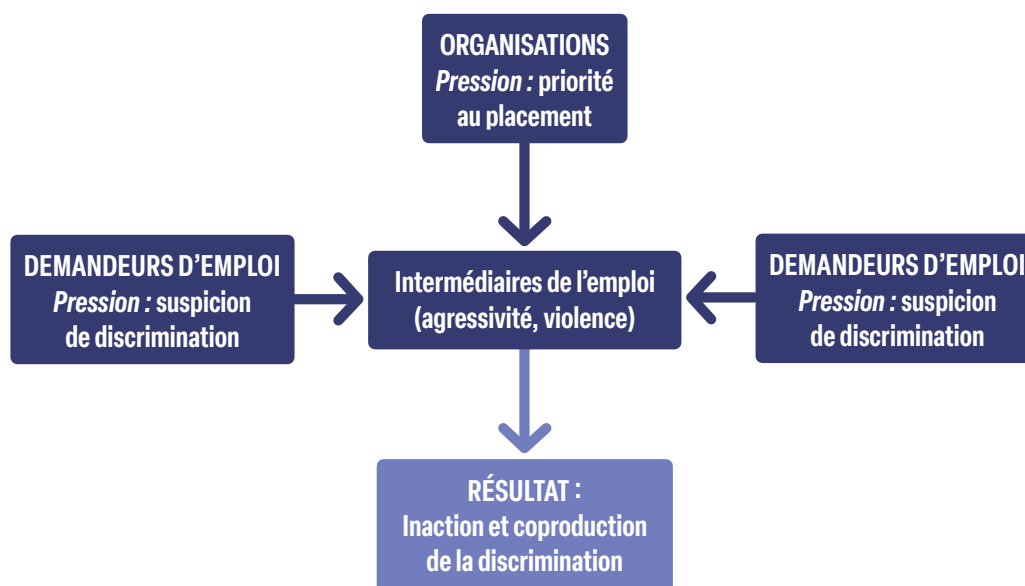 ORGANISATIONS
Pression : priorité
au placement
DEMANDEURS D’EMPLOI
Pression : suspicion
de discrimination
Intermédiaires de l’emploi
(agressivité, violence)
DEMANDEURS D’EMPLOI
Pression : suspicion
de discrimination
RÉSULTAT :
Inaction et coproduction
de la discrimination